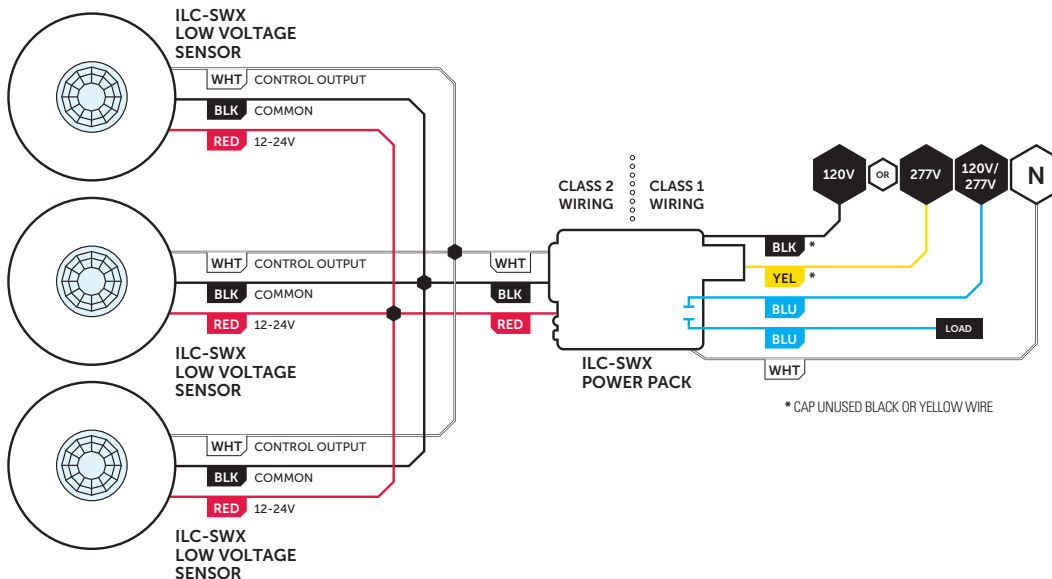 ILC-SWX
LOW VOLTAGE
SENSOR
WHT CONTROL OUTPUT
BLK COMMON
RED 12-24V
WHT CONTROL OUTPUT
BLK COMMON
RED 12-24V
ILC-SWX
LOW VOLTAGE
SENSOR
WHT CONTROL OUTPUT
BLK COMMON
RED 12-24V
ILC-SWX
LOW VOLTAGE
SENSOR
WHT
BLK
RED
CLASS 2
WIRING
CLASS 1
WIRING
ILC-SWX
POWER PACK
120V
OR
277V
120V/
277V
N
BLK *
YEL *
BLU
BLU
LOAD
WHT
* CAP UNUSED BLACK OR YELLOW WIRE